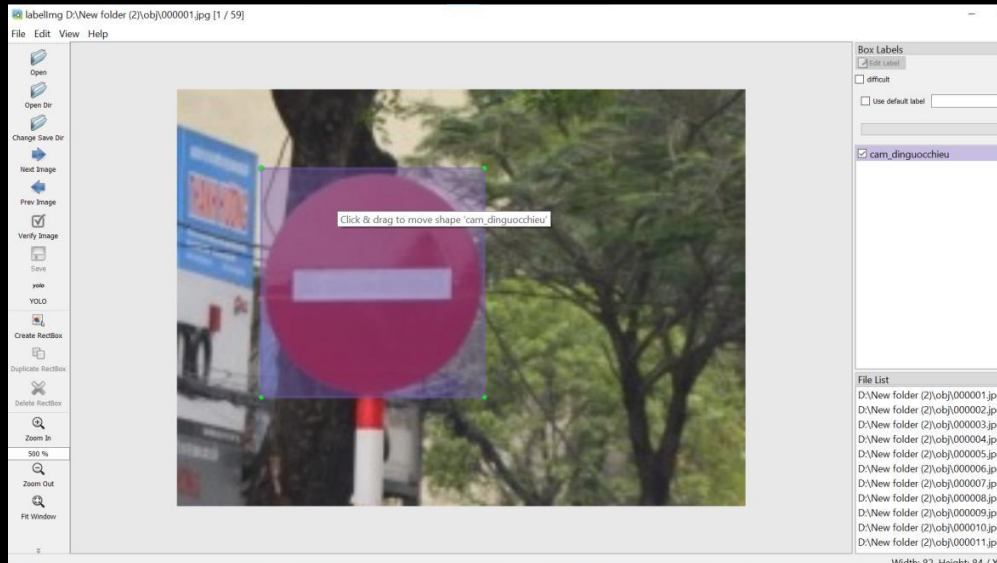 labelImg D:\New folder (2)\obj\000001.jpg [1 / 59]
File Edit View Help
Open
Open Dir
Change Save Dir
Next Image
Prev Image
Verify Image
Save
yolo
YOLO
Create RectBox
Duplicate RectBox
Delete RectBox
Zoom In
500 %
Zoom Out
Fit Window
Click & drag to move shape 'cam_dinguocchieu'
Box Labels
Edit Label
difficult
Use default label
cam_dinguocchieu
File List
D:\New folder (2)\obj\000001.jp
D:\New folder (2)\obj\000002.jp
D:\New folder (2)\obj\000003.jp
D:\New folder (2)\obj\000004.jp
D:\New folder (2)\obj\000005.jp
D:\New folder (2)\obj\000006.jp
D:\New folder (2)\obj\000007.jp
D:\New folder (2)\obj\000008.jp
D:\New folder (2)\obj\000009.jp
D:\New folder (2)\obj\000010.jp
D:\New folder (2)\obj\000011.jp
Width: 82, Height: 84 / X